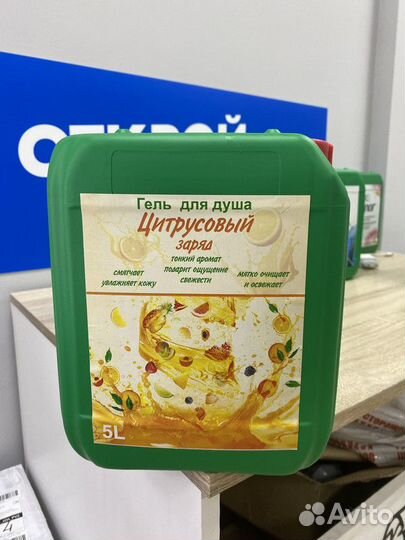 ОТКРОЙ
Гель для душа
Цитрусовый
заряд
тонкий аромат
подарит ощущение
свежести
смягчает
увлажняет кожу
мягко очищает
и освежает
5L
Avito